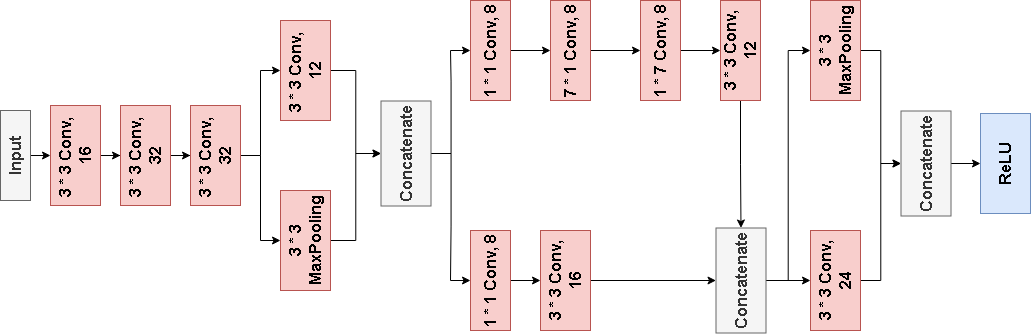 Input
3 * 3 Conv,
16
3 * 3 Conv,
32
3 * 3 Conv,
32
3 * 3 Conv,
12
3 * 3
MaxPooling
Concatenate
1 * 1 Conv, 8
7 * 1 Conv, 8
1 * 7 Conv, 8
3 * 3 Conv,
12
1 * 1 Conv, 8
3 * 3 Conv,
16
Concatenate
3 * 3
MaxPooling
3 * 3 Conv,
24
Concatenate
ReLU